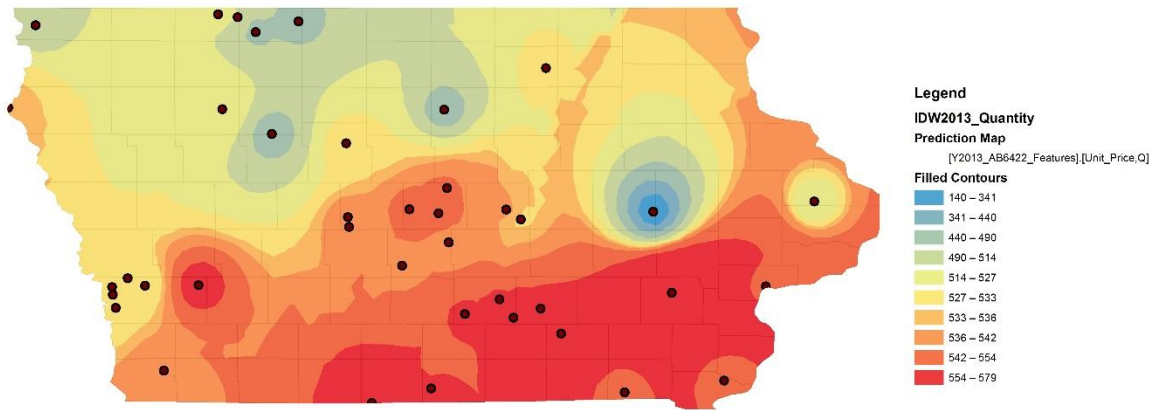 Legend
IDW2013_Quantity
Prediction Map
[Y2013_AB6422_Features].[Unit_Price,Q]
Filled Contours
140 – 341
341 – 440
440 – 490
490 – 514
514 – 527
527 – 533
533 – 536
536 – 542
542 – 554
554 – 579